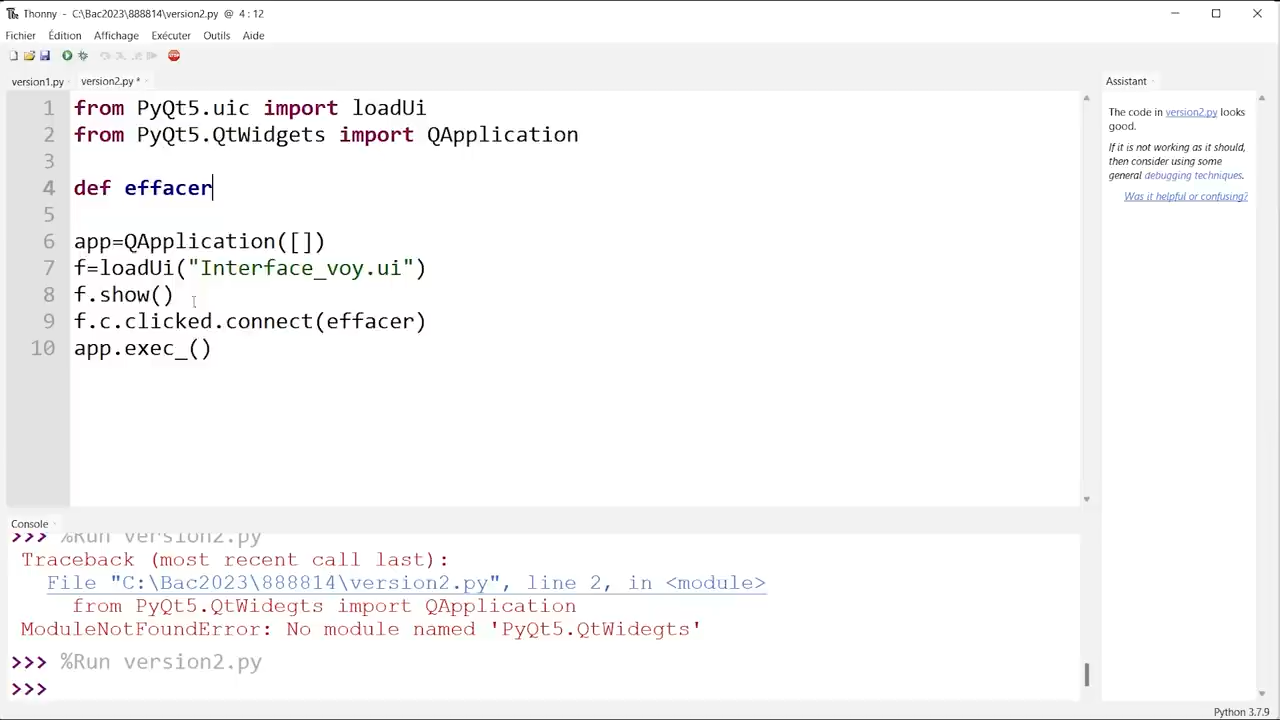 Thonny - C:\Bac2023\888814\version2.py @ 4:12
Fichier Édition Affichage Exécuter Outils Aide
STOP
version1.py version2.py *
Assistant
1 from PyQt5.uic import loadUi
2 from PyQt5.QtWidgets import QApplication
3
4 def effacer
5
6 app=QApplication([])
7 f=loadUi("Interface_voy.ui")
8 f.show()
9 f.c.clicked.connect(effacer)
10 app.exec_()
The code in version2.py looks
good.
If it is not working as it should,
then consider using some
general debugging techniques.
Was it helpful or confusing?
Console
>>> %Run version2.py
Traceback (most recent call last):
File "C:\Bac2023\888814\version2.py", line 2, in <module>
from PyQt5.QtWidegts import QApplication
ModuleNotFoundError: No module named 'PyQt5.QtWidegts'
>>> %Run version2.py
>>>
Python 3.7.9